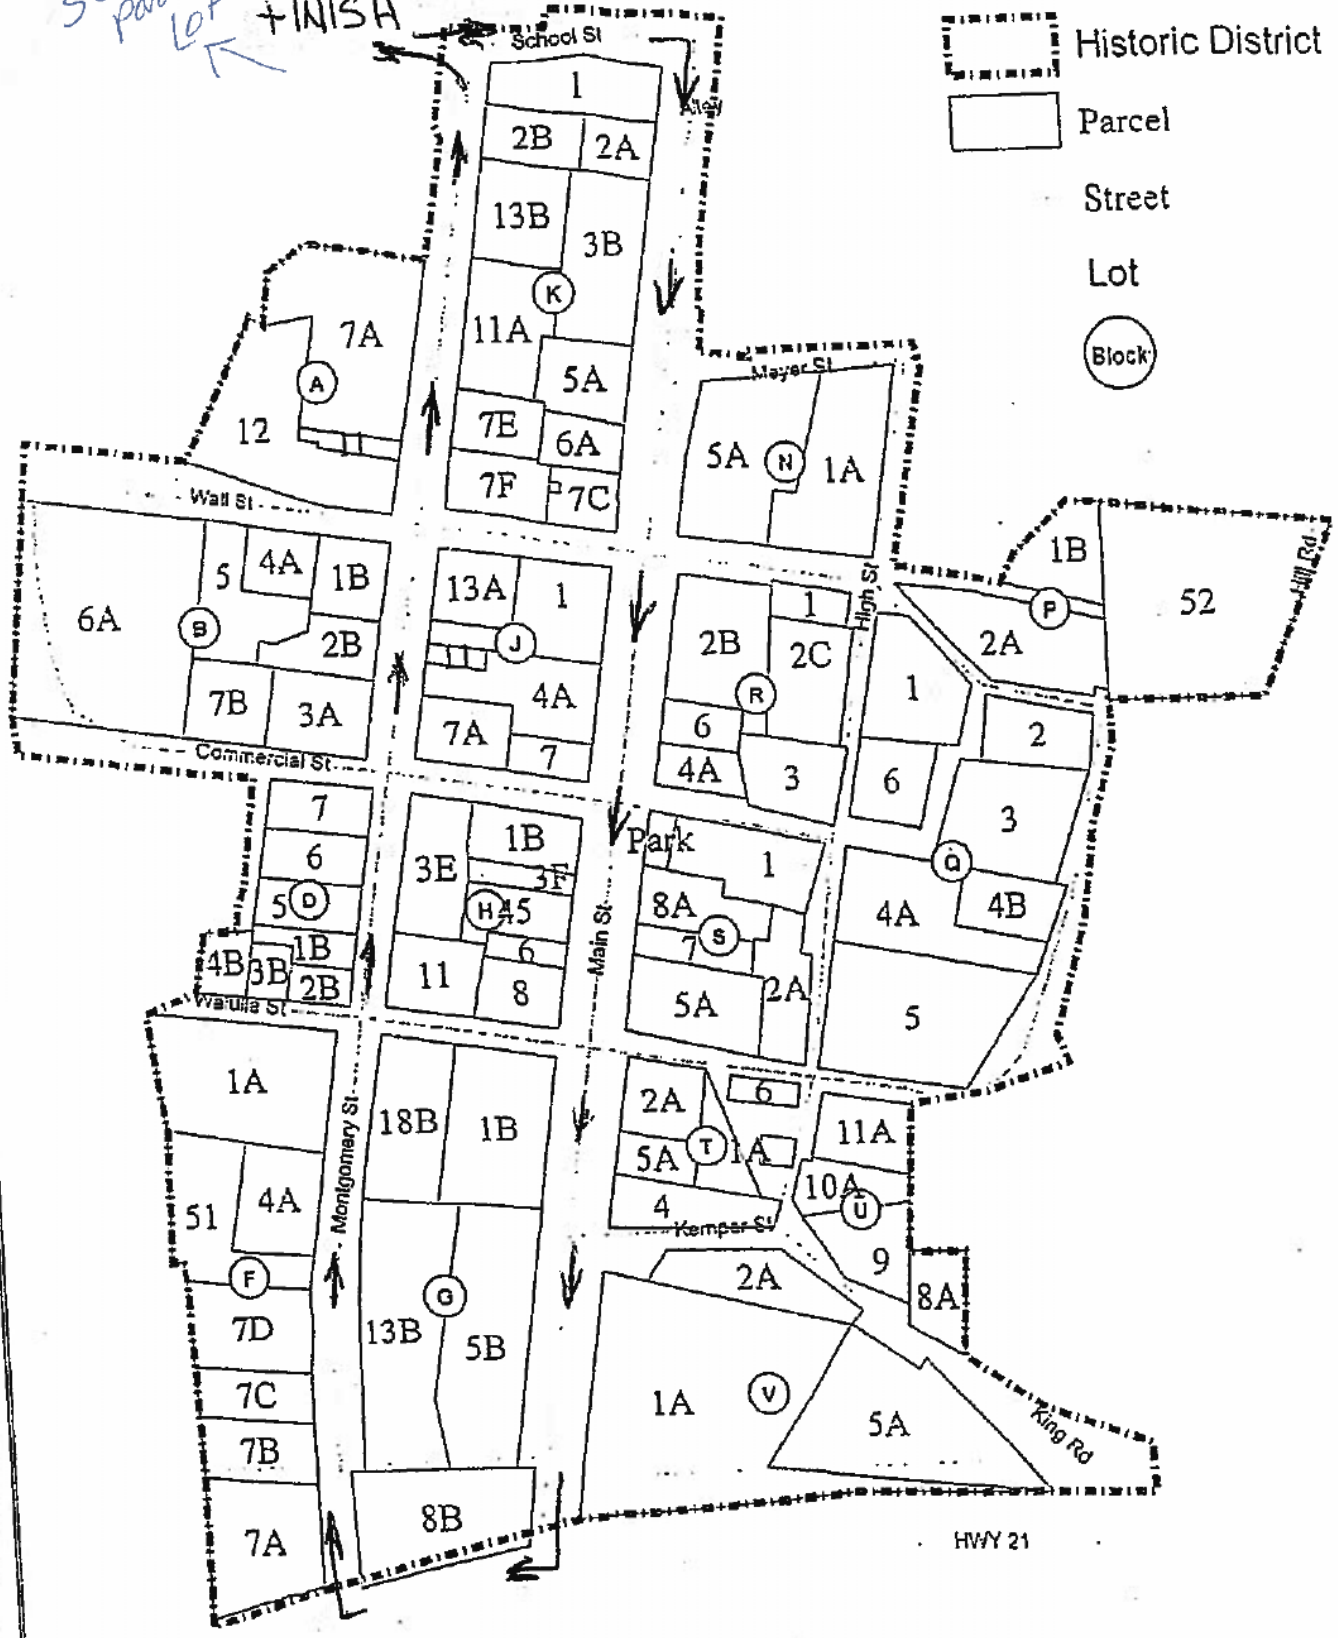 Lot
FINISH
School St
Alley
Historic District
Parcel
Street
Lot
Block
1
2B
2A
13B
3B
K
11A
5A
7E
6A
7F
7C
7A
A
12
Mayer St
5A
N
1A
Wall St
6A
B
5
4A
1B
2B
7B
3A
13A
1
J
4A
7A
7
High St
2B
1
2C
R
6
4A
3
1B
P
2A
52
Hill Rd
1
2
6
3
Q
4A
4B
5
Commercial St
7
6
5
D
1B
4B
3B
2B
3E
1B
3F
H
45
6
11
8
Main St
Park
1
8A
S
7
5A
2A
1A
Montgomery St
18B
1B
51
4A
F
7D
7C
7B
7A
13B
G
5B
8B
2A
6
T
1A
5A
4
Kemper St
11A
10A
U
9
8A
2A
1A
V
5A
King Rd
HWY 21